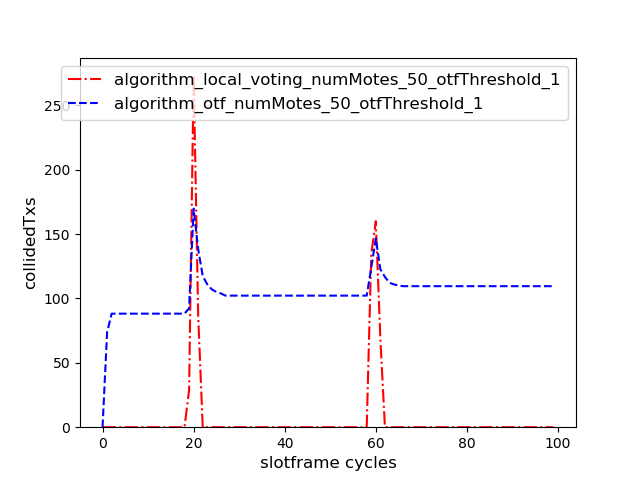 algorithm_local_voting_numMotes_50_otfThreshold_1
algorithm_otf_numMotes_50_otfThreshold_1
collidedTxs
250
200
150
100
50
0
0 20 40 60 80 100
slotframe cycles